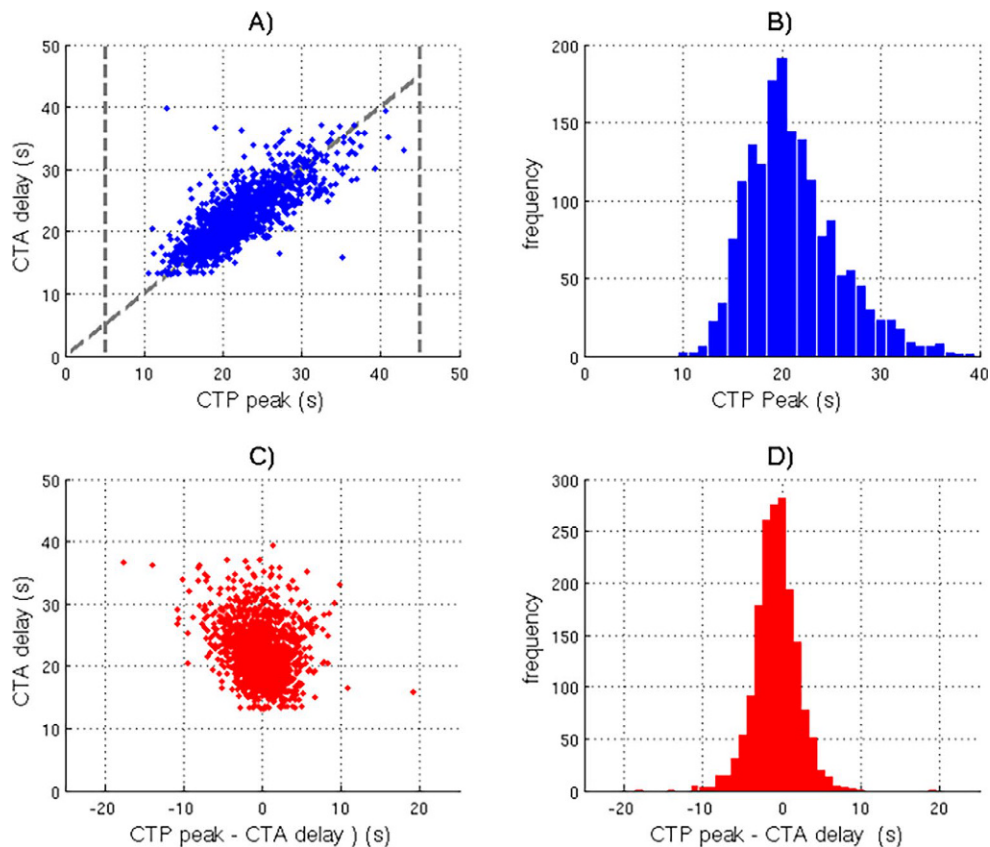 A)
50
40
30
20
10
0
CTA delay (s)
0 10 20 30 40 50
CTP peak (s)
B)
200
150
100
50
0
frequency
0 10 20 30 40
CTP Peak (s)
C)
50
40
30
20
10
0
CTA delay (s)
-20 -10 0 10 20
CTP peak - CTA delay ) (s)
D)
300
250
200
150
100
50
0
frequency
-20 -10 0 10 20
CTP peak - CTA delay (s)